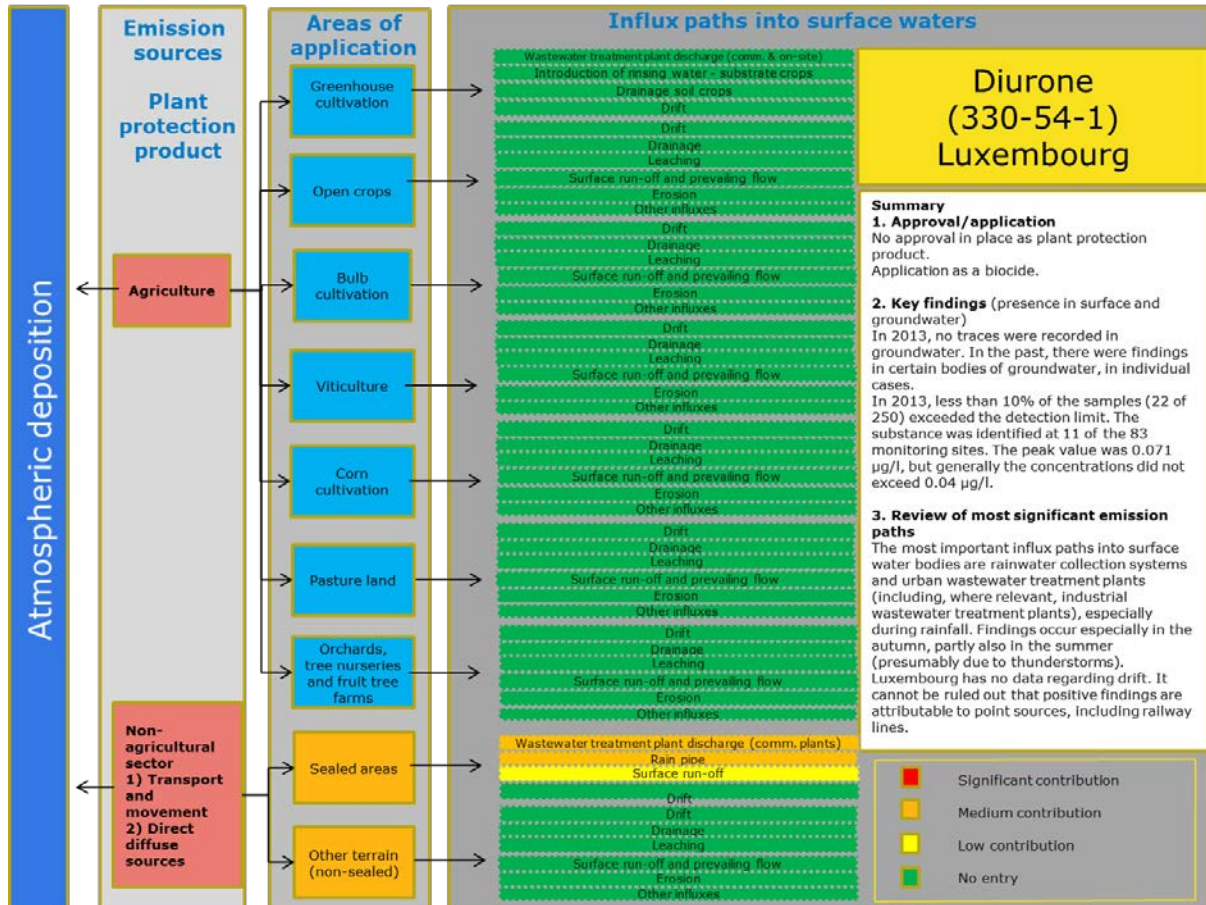 Atmospheric deposition
Emission
sources
Plant
protection
product
Agriculture
Non-
agricultural
sector
1) Transport
and
movement
2) Direct
diffuse
sources
Areas of
application
Greenhouse
cultivation
Open crops
Bulb
cultivation
Viticulture
Corn
cultivation
Pasture land
Orchards,
tree nurseries
and fruit tree
farms
Sealed areas
Other terrain
(non-sealed)
Influx paths into surface waters
Wastewater treatment plant discharge (comm. & on-site)
Introduction of rinsing water - substrate crops
Drainage soil crops
Drift
Drift
Drainage
Leaching
Surface run-off and prevailing flow
Erosion
Other influxes
Drift
Drainage
Leaching
Surface run-off and prevailing flow
Erosion
Other influxes
Drift
Drainage
Leaching
Surface run-off and prevailing flow
Erosion
Other influxes
Drift
Drainage
Leaching
Surface run-off and prevailing flow
Erosion
Other influxes
Drift
Drainage
Leaching
Surface run-off and prevailing flow
Erosion
Other influxes
Drift
Drainage
Leaching
Surface run-off and prevailing flow
Erosion
Other influxes
Wastewater treatment plant discharge (comm. plants)
Rain pipe
Surface run-off
Drift
Drift
Drainage
Leaching
Surface run-off and prevailing flow
Erosion
Other influxes
Diurone
(330-54-1)
Luxembourg
Summary
1. Approval/application
No approval in place as plant protection
product.
Application as a biocide.
2. Key findings (presence in surface and
groundwater)
In 2013, no traces were recorded in
groundwater. In the past, there were findings
in certain bodies of groundwater, in individual
cases.
In 2013, less than 10% of the samples (22 of
250) exceeded the detection limit. The
substance was identified at 11 of the 83
monitoring sites. The peak value was 0.071
µg/l, but generally the concentrations did not
exceed 0.04 µg/l.
3. Review of most significant emission
paths
The most important influx paths into surface
water bodies are rainwater collection systems
and urban wastewater treatment plants
(including, where relevant, industrial
wastewater treatment plants), especially
during rainfall. Findings occur especially in the
autumn, partly also in the summer
(presumably due to thunderstorms).
Luxembourg has no data regarding drift. It
cannot be ruled out that positive findings are
attributable to point sources, including railway
lines.
Significant contribution
Medium contribution
Low contribution
No entry